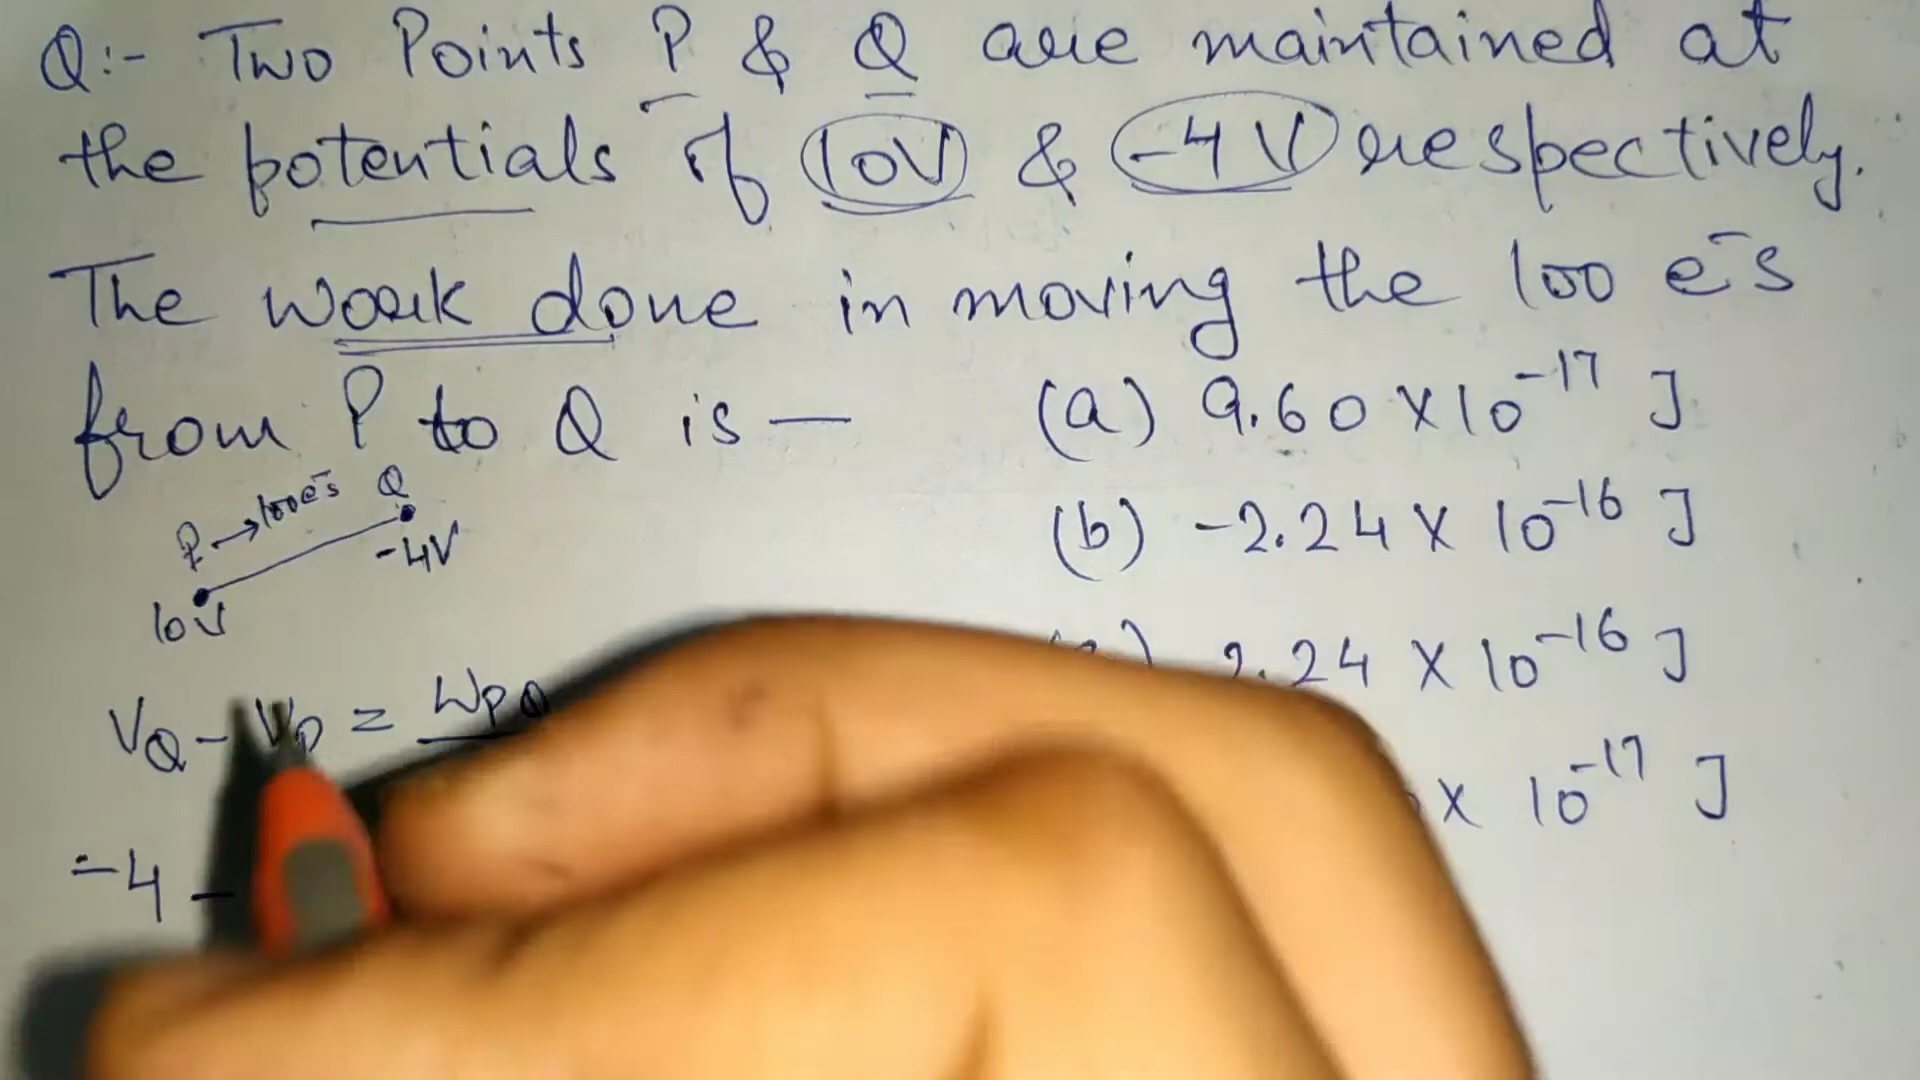 Q:- Two Points P & Q are maintained at
the potentials of 10V & -4V respectively.
The work done in moving the 100 e⁻s
from P to Q is —
(a) 9.60 × 10⁻¹⁷ J
(b) -2.24 × 10⁻¹⁶ J
2.24 × 10⁻¹⁶ J
× 10⁻¹⁷ J
P → 100e⁻s Q
-4V
10V
V_Q - V_P = W_PQ
-4 -